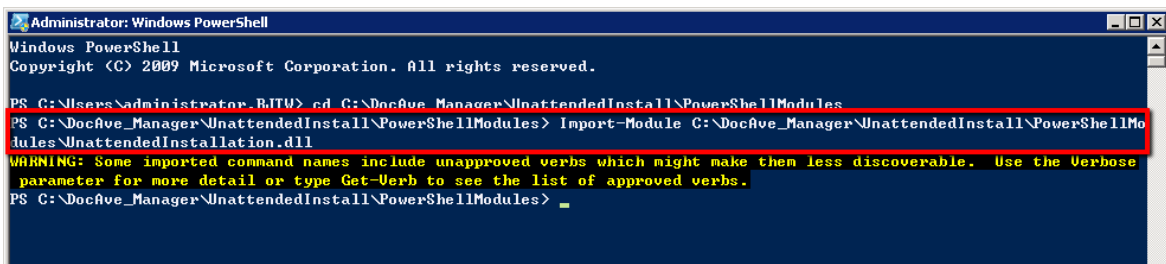 Administrator: Windows PowerShell
Windows PowerShell
Copyright (C) 2009 Microsoft Corporation. All rights reserved.
PS C:\Users\administrator.BJTW> cd C:\DocAve_Manager\UnattendedInstall\PowerShellModules
PS C:\DocAve_Manager\UnattendedInstall\PowerShellModules> Import-Module C:\DocAve_Manager\UnattendedInstall\PowerShellMo
dules\UnattendedInstallation.dll
WARNING: Some imported command names include unapproved verbs which might make them less discoverable.  Use the Verbose
 parameter for more detail or type Get-Verb to see the list of approved verbs.
PS C:\DocAve_Manager\UnattendedInstall\PowerShellModules> _